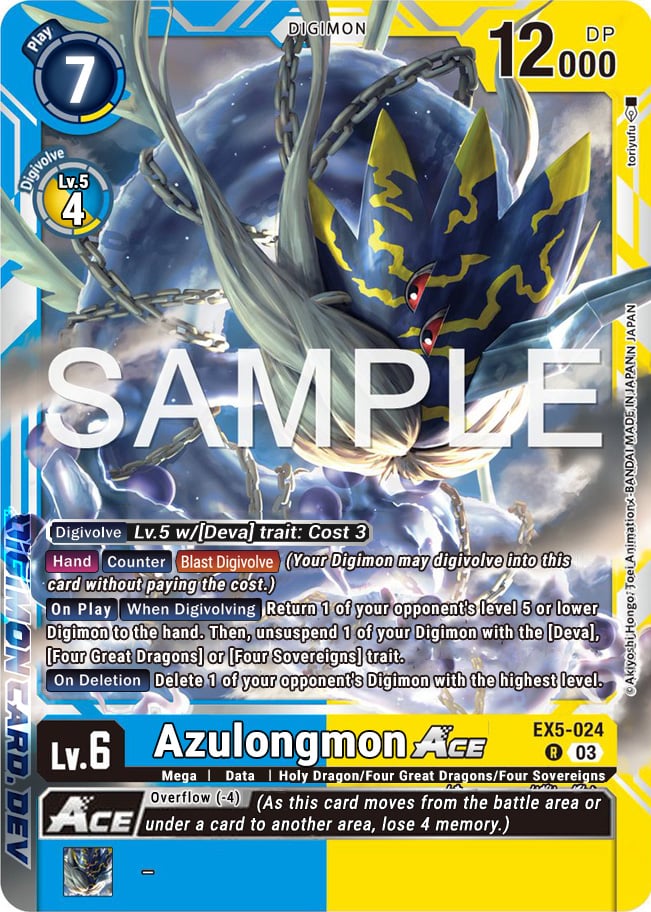 DIGIMON
Play
7
12000
DP
Digivolve
Lv.5
4
toriyufu
SAMPLE
©Akiyoshi Hongo, Toei Animation ×-BANDAI MADE IN JAPAN
Digivolve Lv.5 w/[Deva] trait: Cost 3
Hand Counter Blast Digivolve (Your Digimon may digivolve into this
card without paying the cost.)
On Play When Digivolving Return 1 of your opponent's level 5 or lower
Digimon to the hand. Then, unsuspend 1 of your Digimon with the [Deva],
[Four Great Dragons] or [Four Sovereigns] trait.
On Deletion Delete 1 of your opponent's Digimon with the highest level.
DIGIMON CARD. DEV
Lv.6
Azulongmon ACE
EX5-024
R 03
Mega | Data | Holy Dragon/Four Great Dragons/Four Sovereigns
ACE
Overflow (-4) (As this card moves from the battle area or
under a card to another area, lose 4 memory.)
–